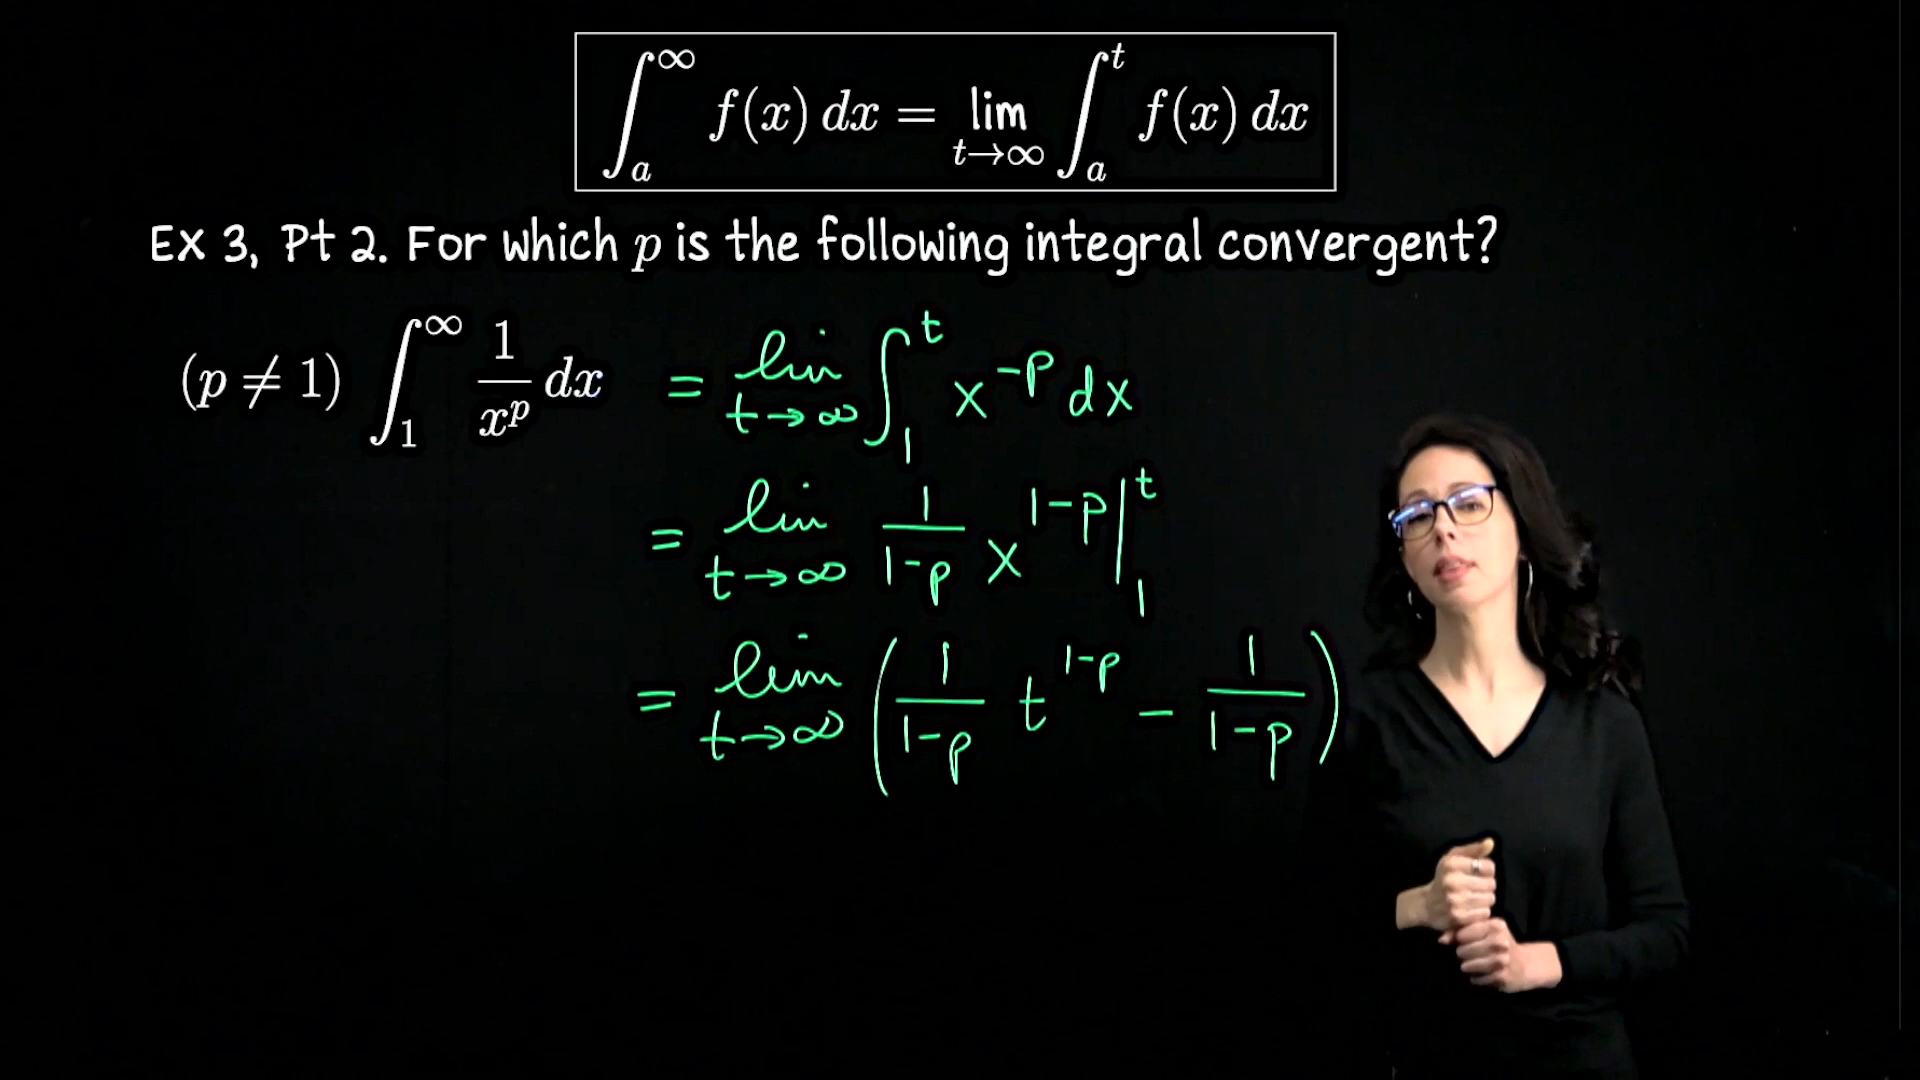 ∫_a^∞ f(x) dx = lim_{t→∞} ∫_a^t f(x) dx
Ex 3, Pt 2. For which p is the following integral convergent?
(p ≠ 1) ∫_1^∞ 1/x^p dx = lim_{t→∞} ∫_1^t x^{-p} dx
= lim_{t→∞} 1/(1-p) x^{1-p} |_1^t
= lim_{t→∞} ( 1/(1-p) t^{1-p} - 1/(1-p) )